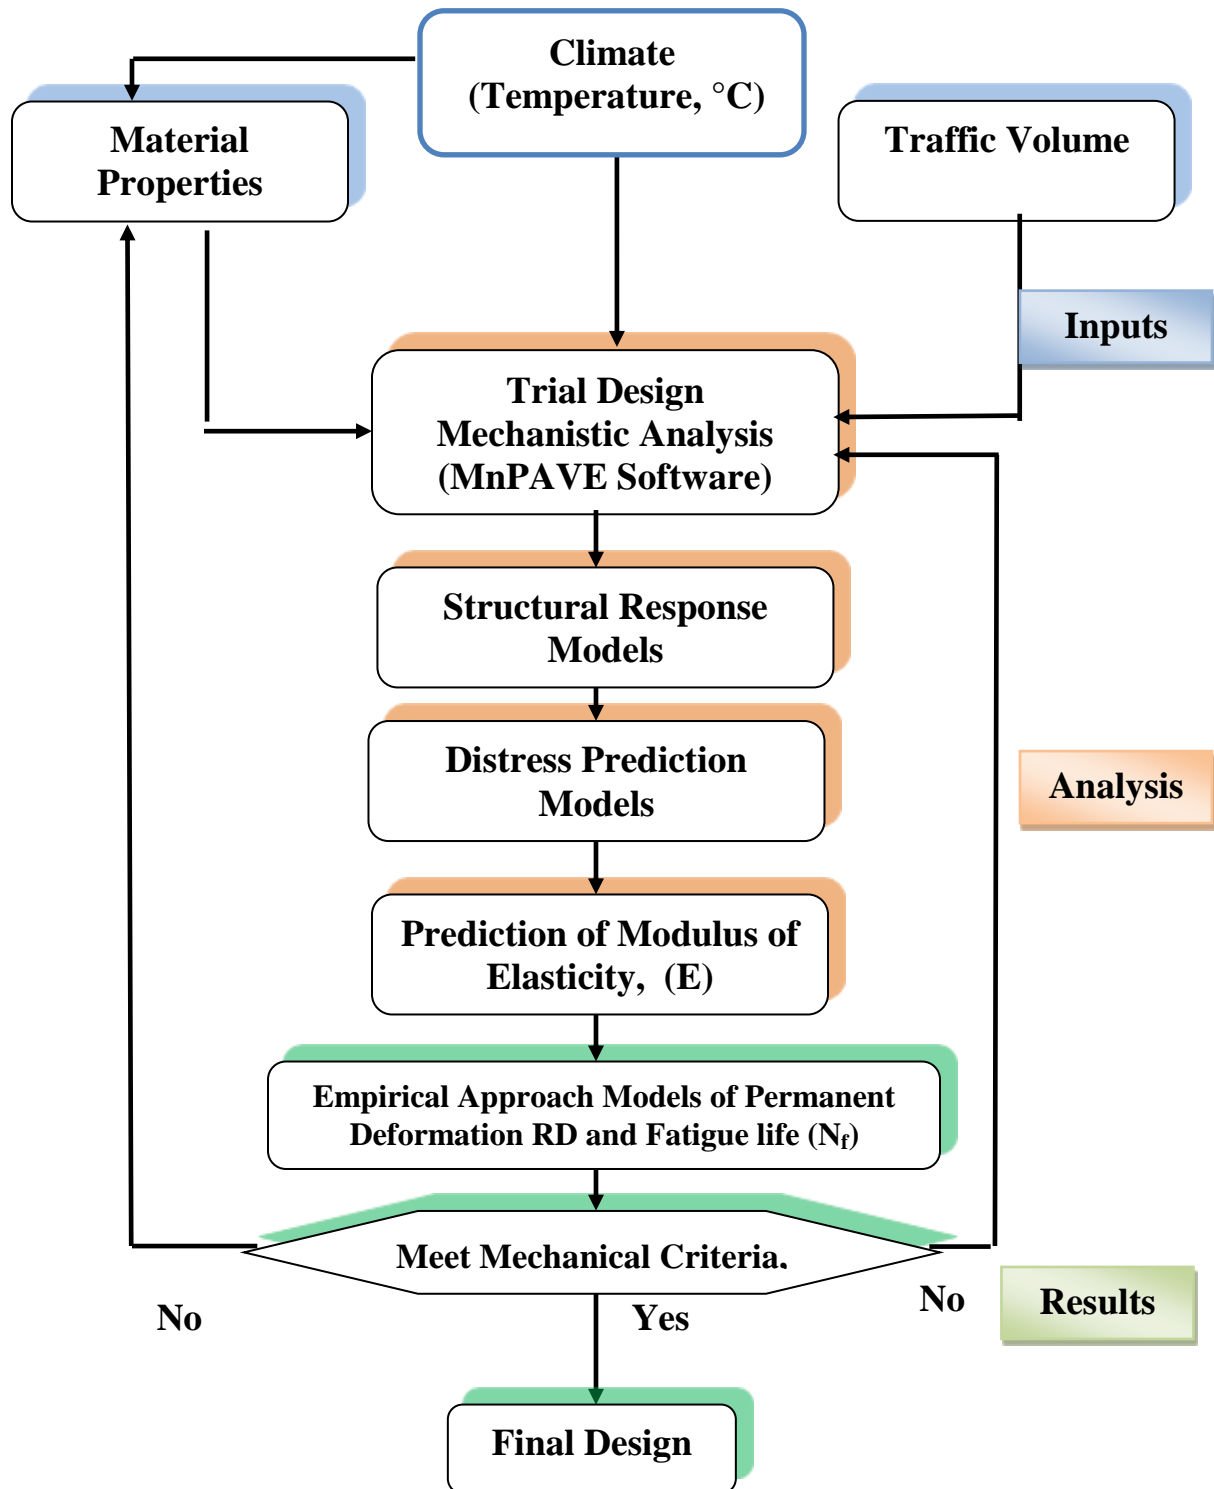 Climate
(Temperature, °C)
Material
Properties
Traffic Volume
Inputs
Trial Design
Mechanistic Analysis
(MnPAVE Software)
Structural Response
Models
Distress Prediction
Models
Analysis
Prediction of Modulus of
Elasticity,  (E)
Empirical Approach Models of Permanent
Deformation RD and Fatigue life (Nf)
Meet Mechanical Criteria.
No
Yes
No
Results
Final Design